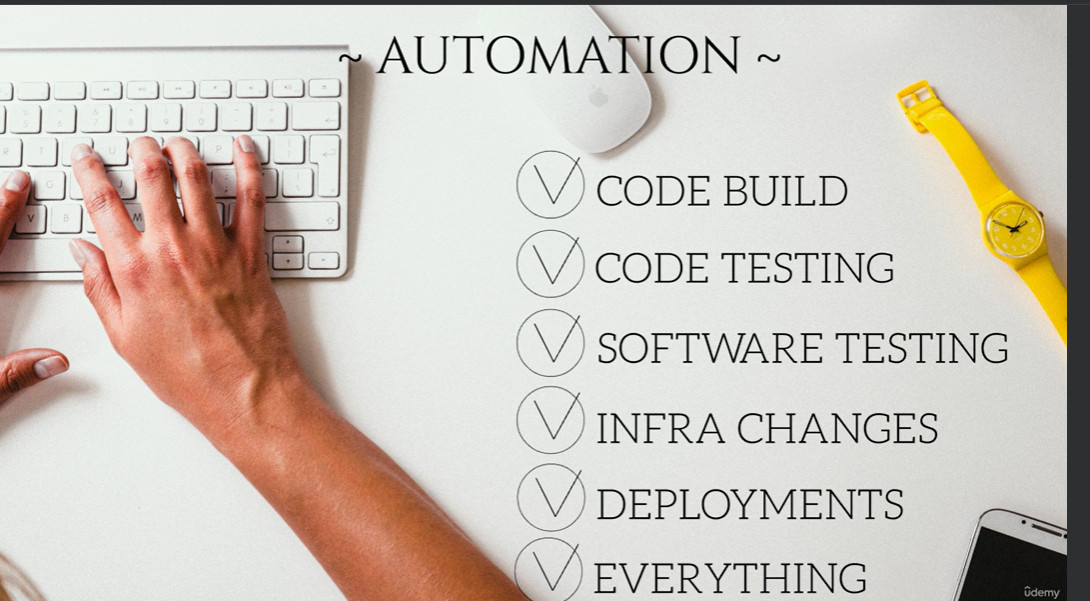 ~ AUTOMATION ~
CODE BUILD
CODE TESTING
SOFTWARE TESTING
INFRA CHANGES
DEPLOYMENTS
EVERYTHING
ûdemy